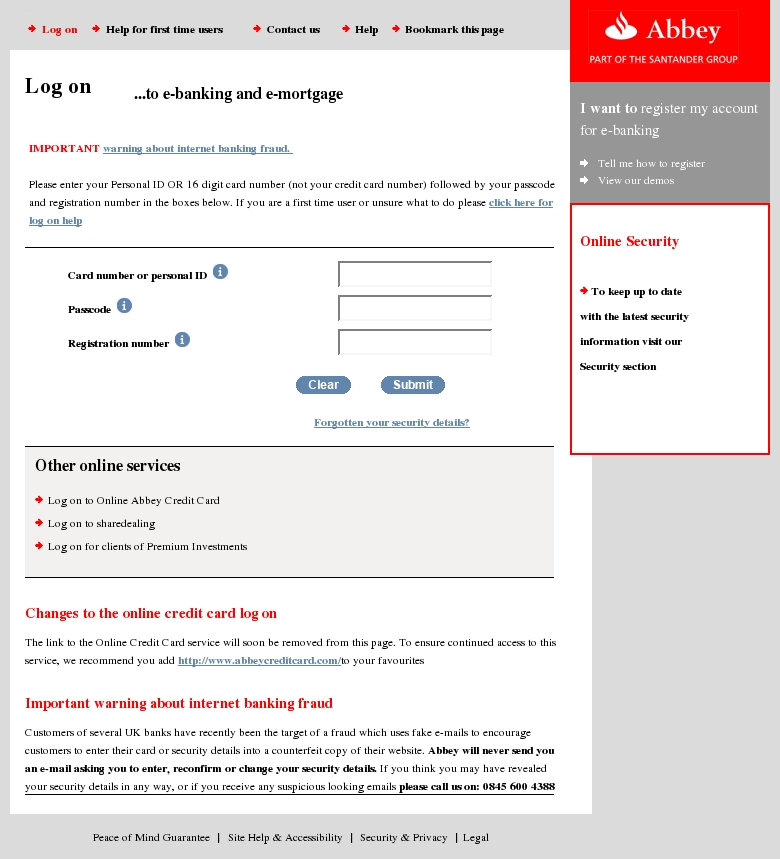 Log on Help for first time users Contact us Help Bookmark this page
Abbey
PART OF THE SANTANDER GROUP
Log on ...to e-banking and e-mortgage
I want to register my account
for e-banking
Tell me how to register
View our demos
IMPORTANT warning about internet banking fraud.
Please enter your Personal ID OR 16 digit card number (not your credit card number) followed by your passcode
and registration number in the boxes below. If you are a first time user or unsure what to do please click here for
log on help
Online Security
To keep up to date
with the latest security
information visit our
Security section
Card number or personal ID i
Passcode i
Registration number i
Clear Submit
Forgotten your security details?
Other online services
Log on to Online Abbey Credit Card
Log on to sharedealing
Log on for clients of Premium Investments
Changes to the online credit card log on
The link to the Online Credit Card service will soon be removed from this page. To ensure continued access to this
service, we recommend you add http://www.abbeycreditcard.com/to your favourites
Important warning about internet banking fraud
Customers of several UK banks have recently been the target of a fraud which uses fake e-mails to encourage
customers to enter their card or security details into a counterfeit copy of their website. Abbey will never send you
an e-mail asking you to enter, reconfirm or change your security details. If you think you may have revealed
your security details in any way, or if you receive any suspicious looking emails please call us on: 0845 600 4388
Peace of Mind Guarantee | Site Help & Accessibility | Security & Privacy | Legal